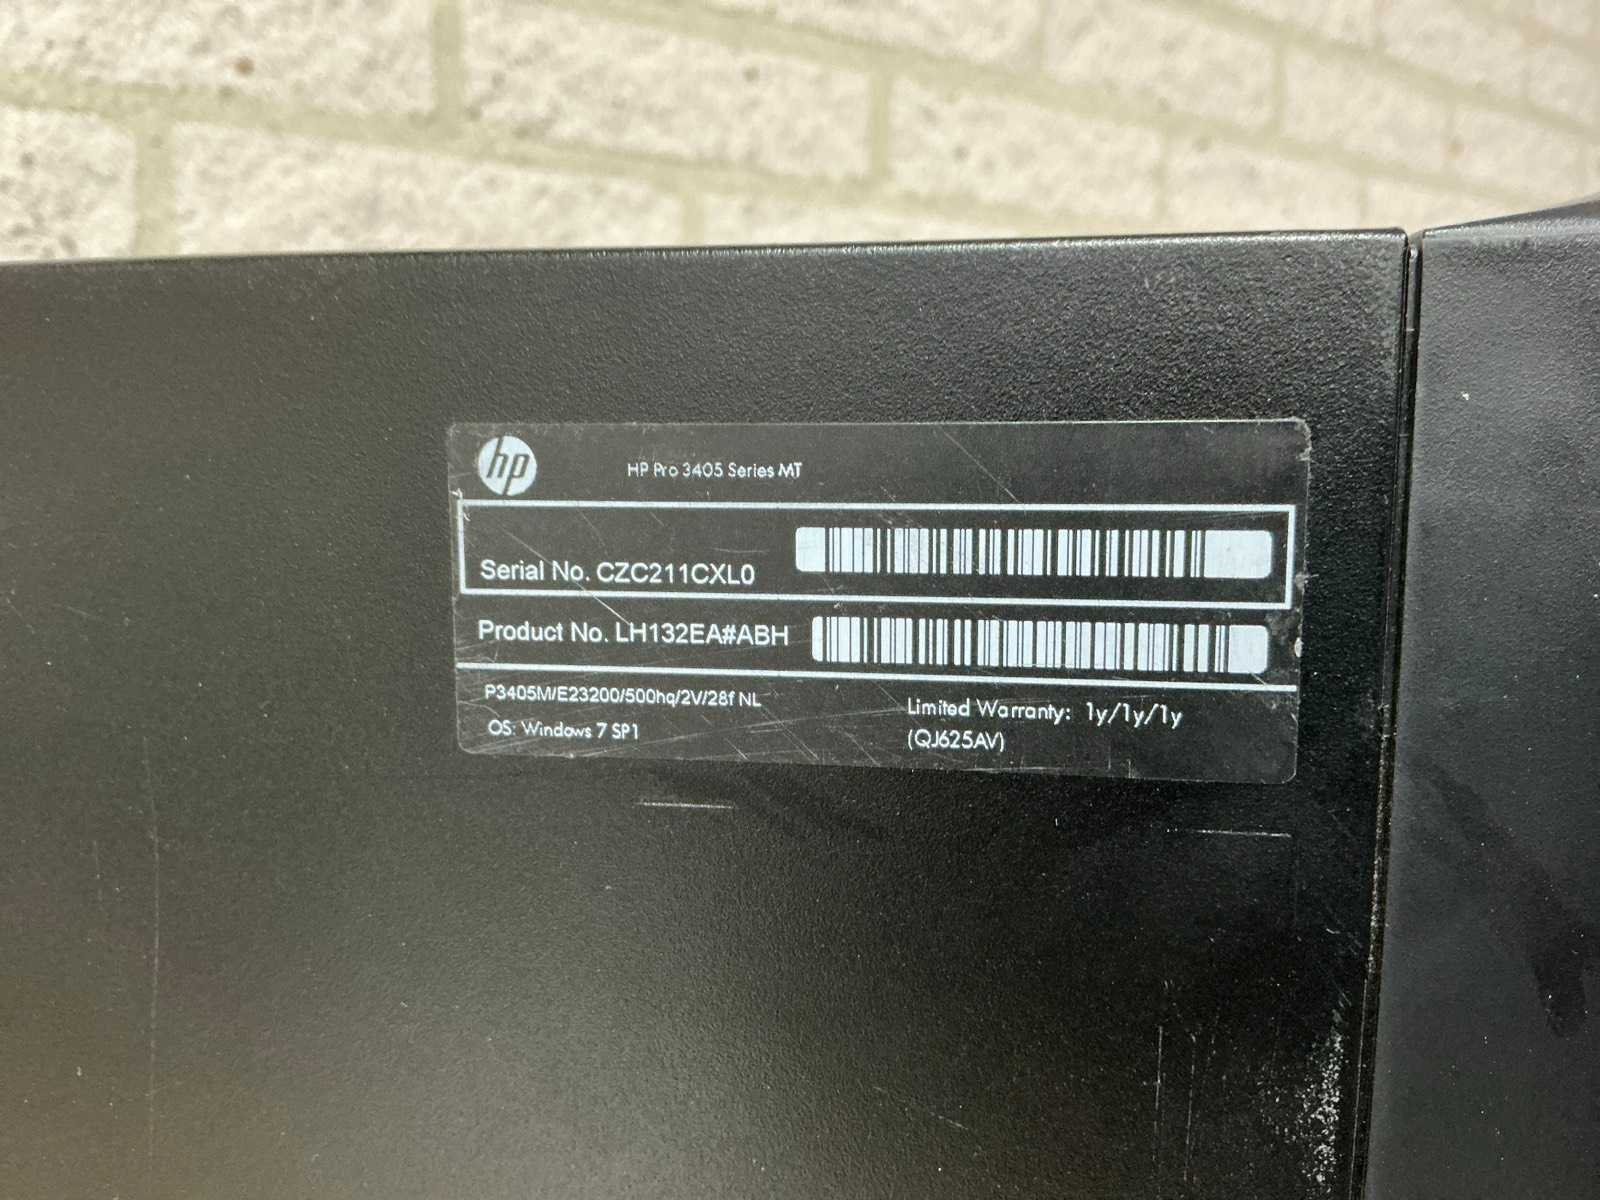 hp
HP Pro 3405 Series MT
Serial No. CZC211CXL0
Product No. LH132EA#ABH
P3405M/E23200/500hq/2V/28f NL
OS: Windows 7 SP1
Limited Warranty: 1y/1y/1y
(QJ625AV)